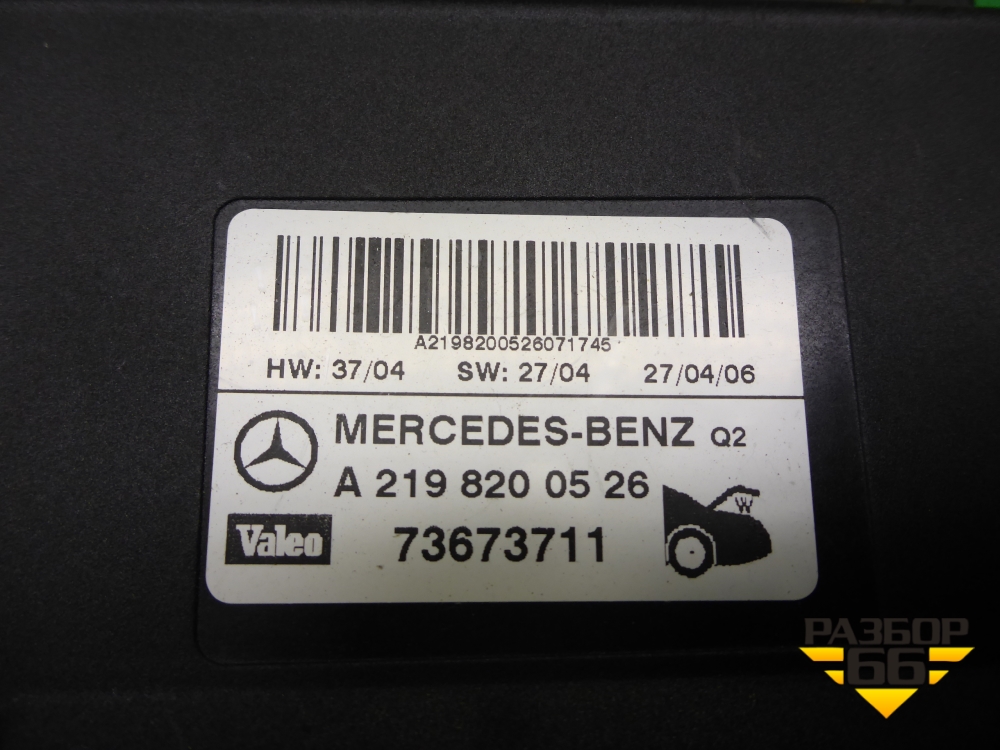 A2198200526071745
HW: 37/04 SW: 27/04 27/04/06
MERCEDES-BENZ Q2
A 219 820 05 26
Valeo 73673711
W
РАЗБОР
66